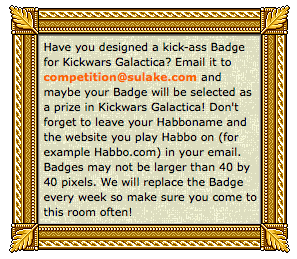 Have you designed a kick-ass Badge
for Kickwars Galactica? Email it to
competition@sulake.com and
maybe your Badge will be selected as
a prize in Kickwars Galactica! Don't
forget to leave your Habboname and
the website you play Habbo on (for
example Habbo.com) in your email.
Badges may not be larger than 40 by
40 pixels. We will replace the Badge
every week so make sure you come to
this room often!